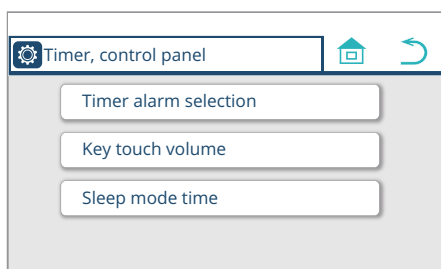 Timer, control panel
Timer alarm selection
Key touch volume
Sleep mode time